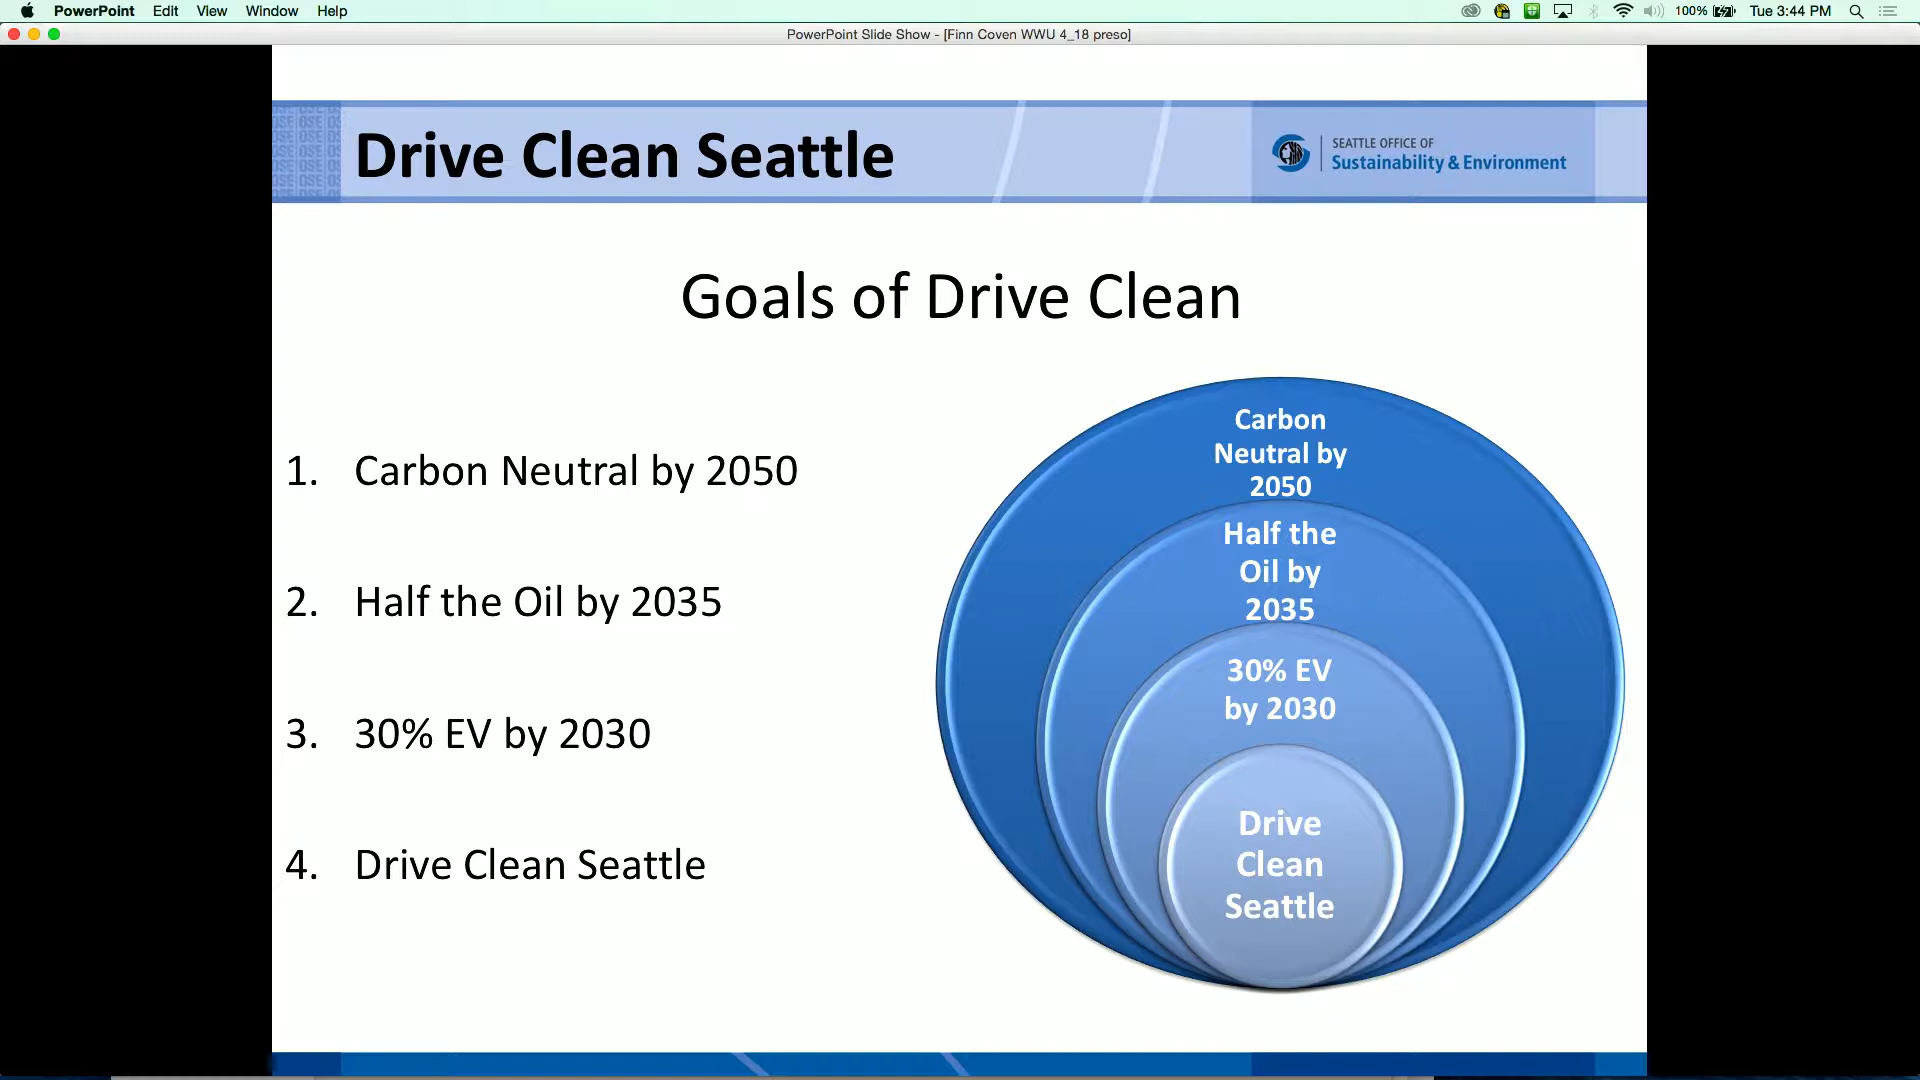 PowerPoint Edit View Window Help
100% Tue 3:44 PM
PowerPoint Slide Show - [Finn Coven WWU 4_18 preso]
Drive Clean Seattle
SEATTLE OFFICE OF
Sustainability & Environment
Goals of Drive Clean
1. Carbon Neutral by 2050
2. Half the Oil by 2035
3. 30% EV by 2030
4. Drive Clean Seattle
Carbon
Neutral by
2050
Half the
Oil by
2035
30% EV
by 2030
Drive
Clean
Seattle